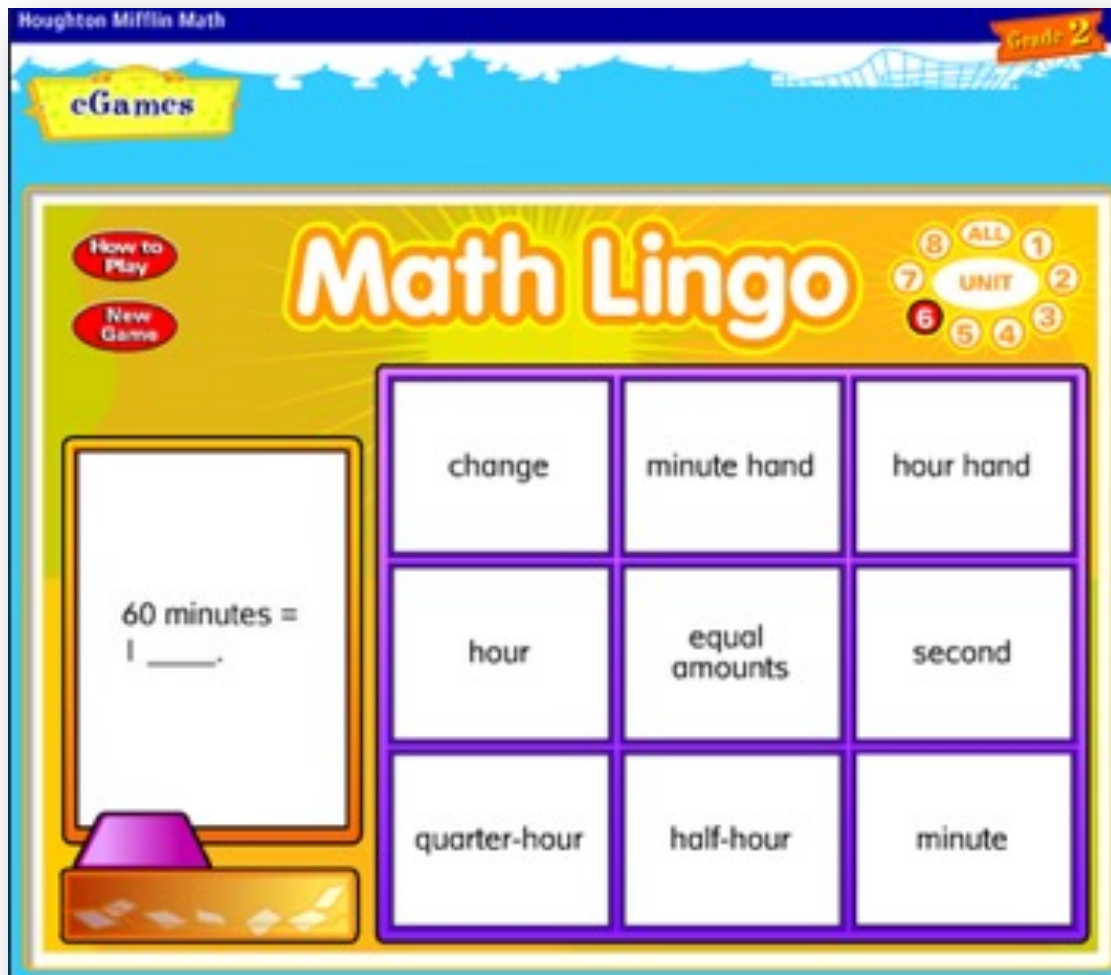 Houghton Mifflin Math
Grade 2
eGames
How to
Play
New
Game
Math Lingo
ALL
1
2
3
4
5
6
7
8
UNIT
60 minutes =
1 ____.
change
minute hand
hour hand
hour
equal
amounts
second
quarter-hour
half-hour
minute